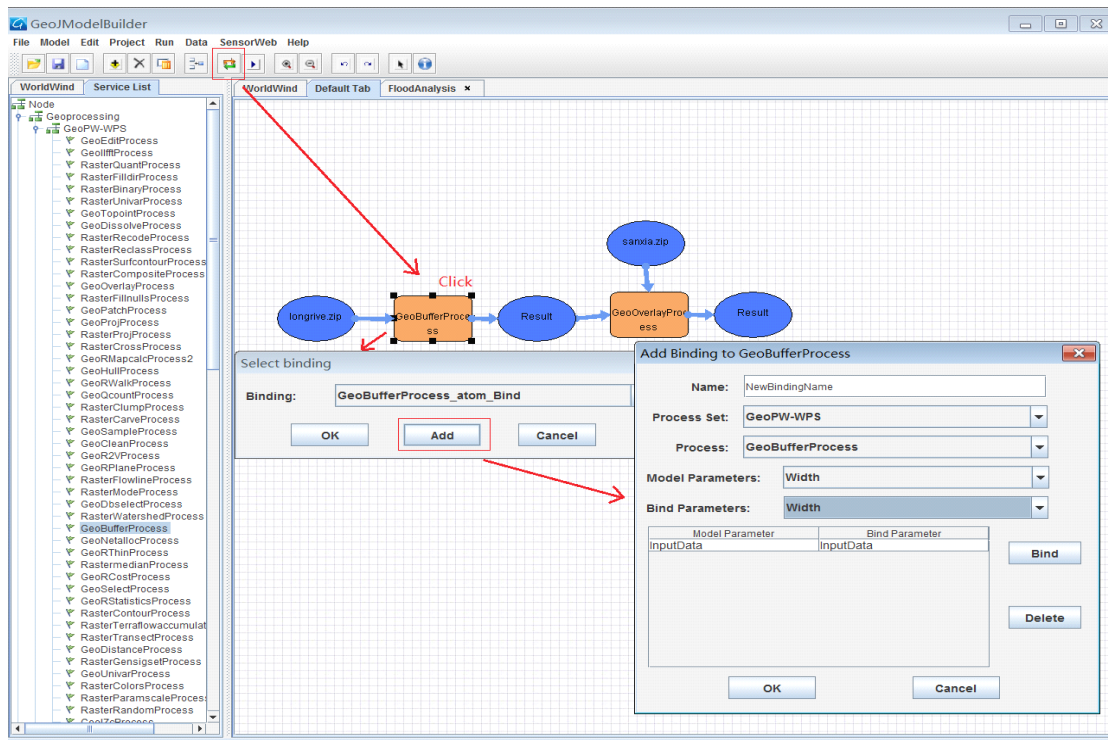 GeoJModelBuilder
File Model Edit Project Run Data SensorWeb Help
WorldWind Service List
WorldWind Default Tab FloodAnalysis ×
Node
Geoprocessing
GeoPW-WPS
GeoEditProcess
GeoIfftProcess
RasterQuantProcess
RasterFilldirProcess
RasterBinaryProcess
RasterUnivarProcess
GeoTopointProcess
GeoDissolveProcess
RasterRecodeProcess
RasterReclassProcess
RasterSurfcontourProcess
RasterCompositeProcess
GeoOverlayProcess
RasterFillnullsProcess
GeoPatchProcess
GeoProjProcess
RasterProjProcess
RasterCrossProcess
GeoRMapcalcProcess2
GeoHullProcess
GeoRWalkProcess
GeoQcountProcess
RasterClumpProcess
RasterCarveProcess
GeoSampleProcess
GeoCleanProcess
GeoR2VProcess
GeoRPlaneProcess
RasterFlowlineProcess
RasterModeProcess
GeoDbselectProcess
RasterWatershedProcess
GeoBufferProcess
GeoNetallocProcess
GeoRThinProcess
RastermedianProcess
GeoRCostProcess
GeoSelectProcess
GeoRStatisticsProcess
RasterContourProcess
RasterTerraflowaccumulat
RasterTransectProcess
GeoDistanceProcess
RasterGensigsetProcess
GeoUnivarProcess
RasterColorsProcess
RasterParamscaleProces
RasterRandomProcess
sanxia.zip
Click
longrive.zip
GeoBufferProce
ss
Result
GeoOverlayProc
ess
Result
Select binding
Binding: GeoBufferProcess_atom_Bind
OK Add Cancel
Add Binding to GeoBufferProcess
Name: NewBindingName
Process Set: GeoPW-WPS
Process: GeoBufferProcess
Model Parameters: Width
Bind Parameters: Width
Model Parameter Bind Parameter
InputData InputData
Bind
Delete
OK Cancel